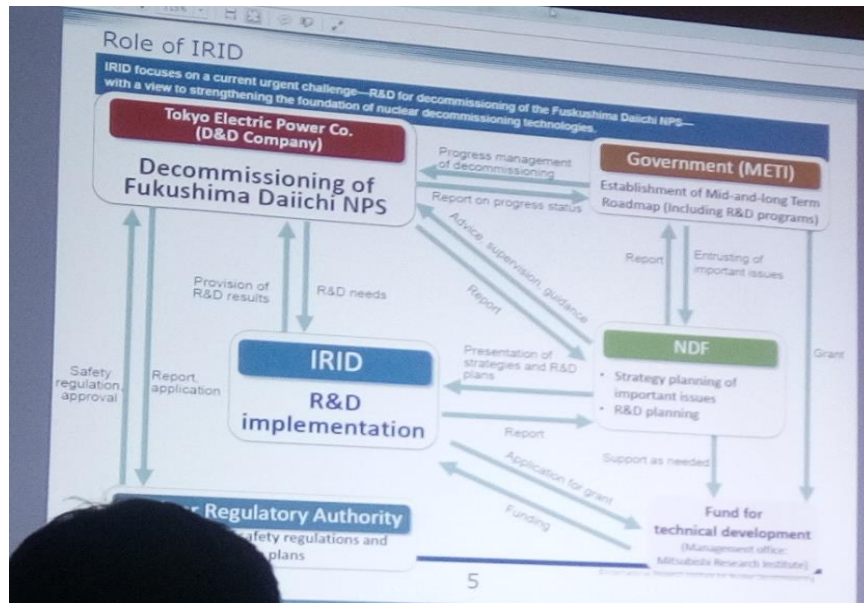 Role of IRID
IRID focuses on a current urgent challenge—R&D for decommissioning of the Fuskushima Daiichi NPS—
with a view to strengthening the foundation of nuclear decommissioning technologies.
Tokyo Electric Power Co.
(D&D Company)
Decommissioning of
Fukushima Daiichi NPS
Progress management
of decommissioning
Report on progress status
Government (METI)
Establishment of Mid-and-long Term
Roadmap (Including R&D programs)
Advice, supervision, guidance
Report
Report
Entrusting of
important issues
Provision of
R&D results
R&D needs
Grant
IRID
R&D
implementation
Presentation of
strategies and R&D
plans
Report
NDF
• Strategy planning of
important issues
• R&D planning
Safety
regulation,
approval
Report,
application
Application for grant
Funding
Support as needed
Regulatory Authority
safety regulations and
plans
Fund for
technical development
(Management office:
Mitsubishi Research Institute)
5